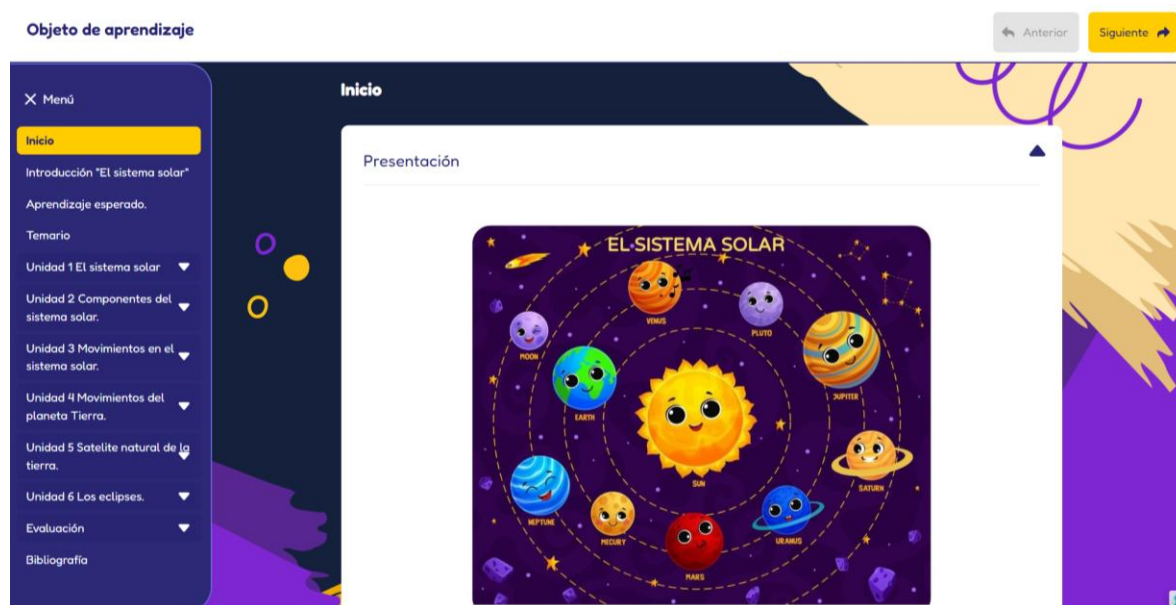 Objeto de aprendizaje
Anterior
Siguiente
Menú
Inicio
Introducción "El sistema solar"
Aprendizaje esperado.
Temario
Unidad 1 El sistema solar
Unidad 2 Componentes del
sistema solar.
Unidad 3 Movimientos en el
sistema solar.
Unidad 4 Movimientos del
planeta Tierra.
Unidad 5 Satelite natural de la
tierra.
Unidad 6 Los eclipses.
Evaluación
Bibliografía
Inicio
Presentación
EL SISTEMA SOLAR
VENUS
PLUTO
MOON
JUPITER
EARTH
SUN
SATURN
NEPTUNE
MECURY
URANUS
MARS